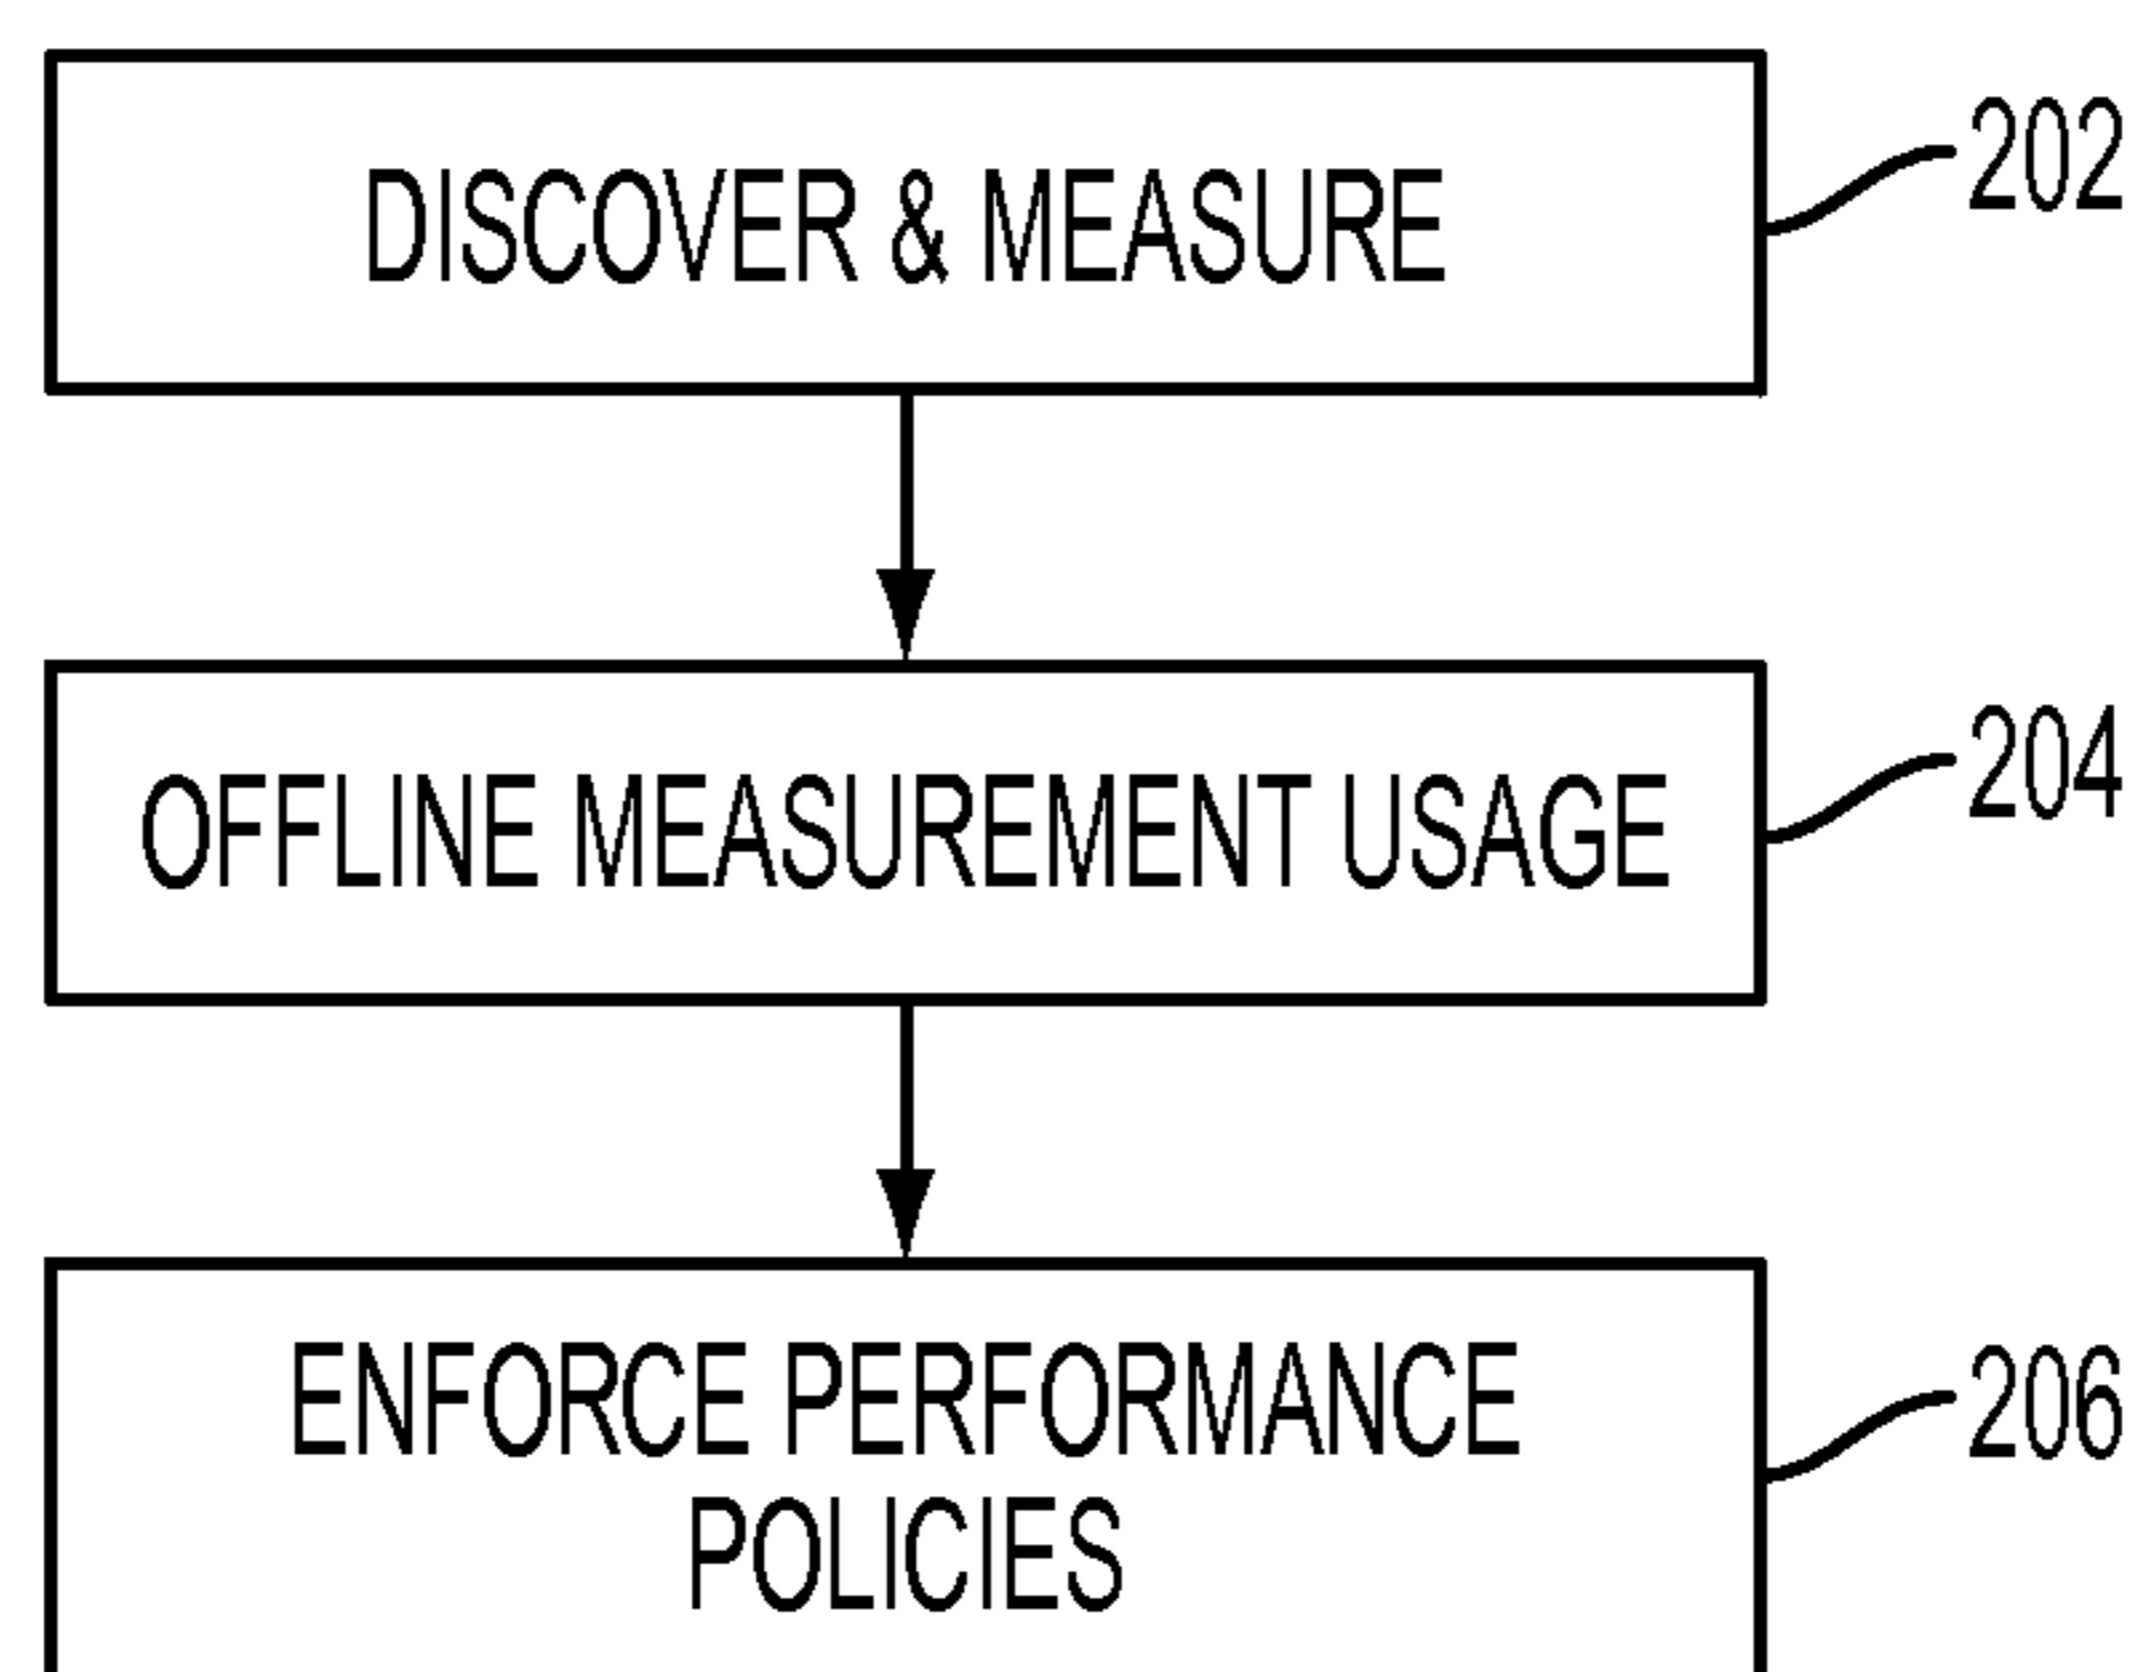 DISCOVER & MEASURE
202
OFFLINE MEASUREMENT USAGE
204
ENFORCE PERFORMANCE
POLICIES
206